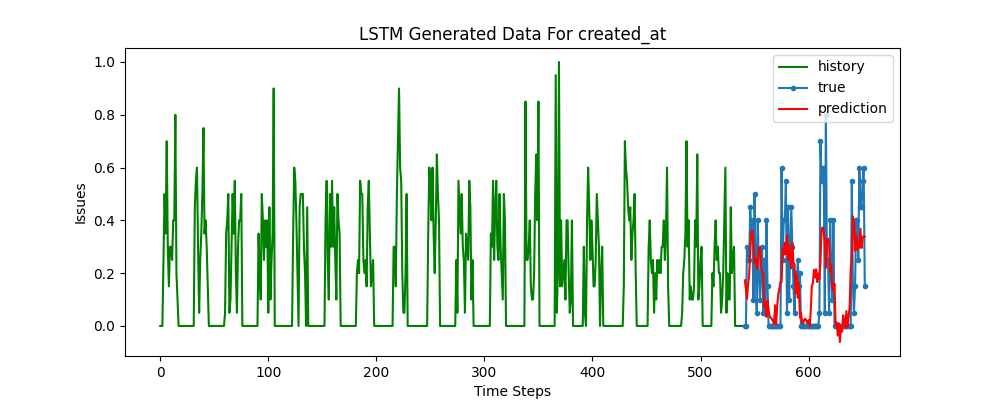 LSTM Generated Data For created_at
history
true
prediction
1.0
0.8
0.6
0.4
0.2
0.0
Issues
0
100
200
300
400
500
600
Time Steps